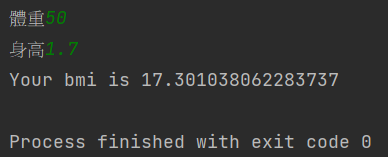 體重50
身高1.7
Your bmi is 17.301038062283737
Process finished with exit code 0